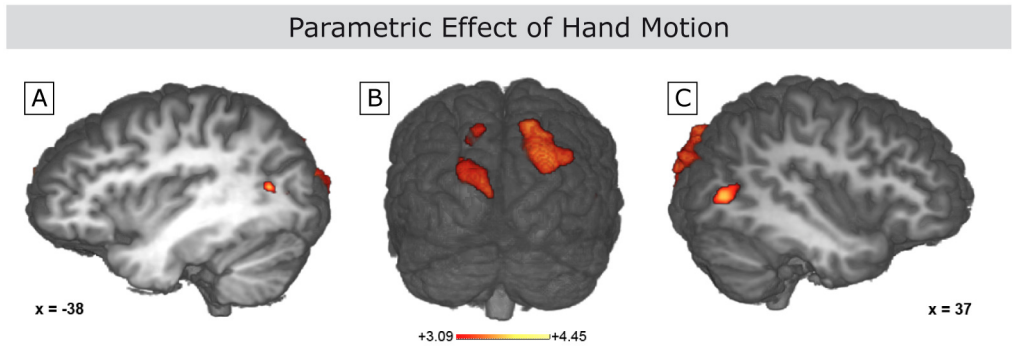 Parametric Effect of Hand Motion
A
B
C
x = -38
x = 37
+3.09
+4.45